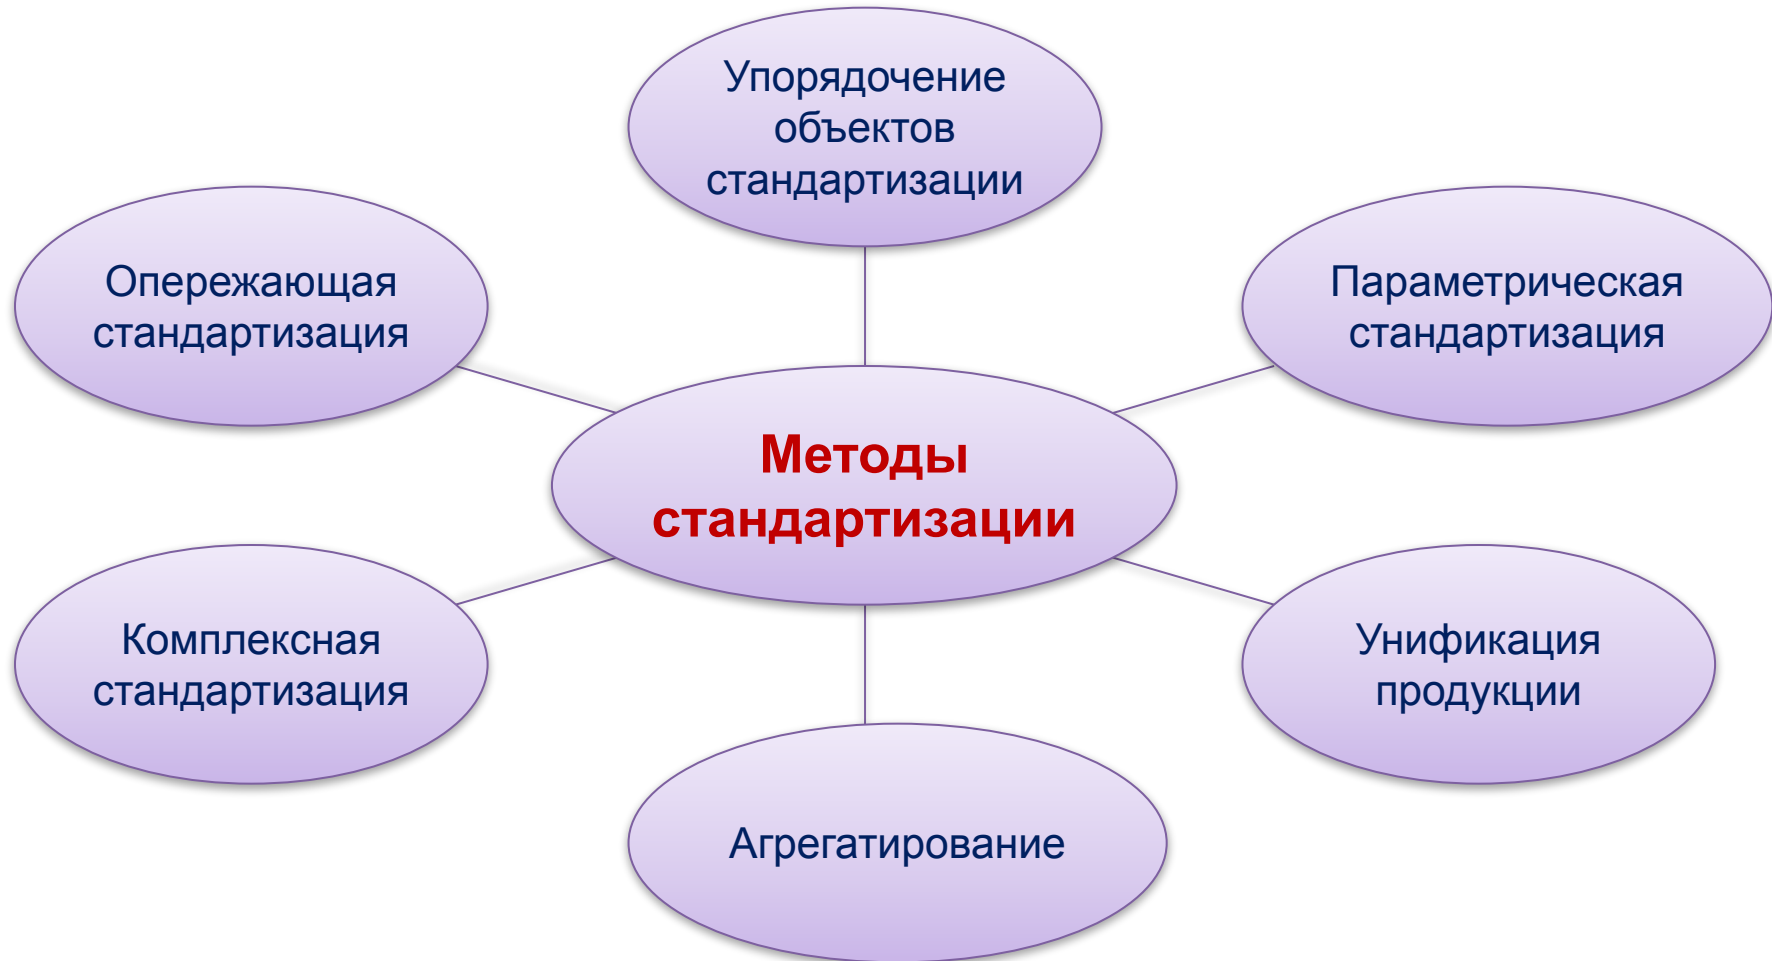 Упорядочение
объектов
стандартизации
Опережающая
стандартизация
Параметрическая
стандартизация
Методы
стандартизации
Комплексная
стандартизация
Унификация
продукции
Агрегатирование